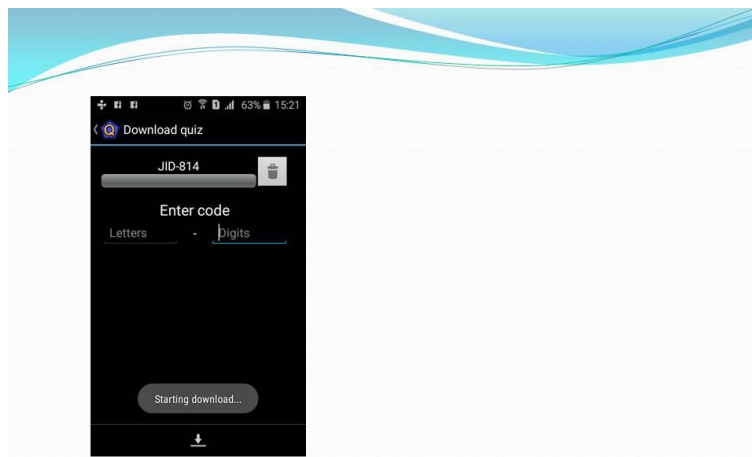 63% 15:21
Download quiz
JID-814
Enter code
Letters - Digits
Starting download...